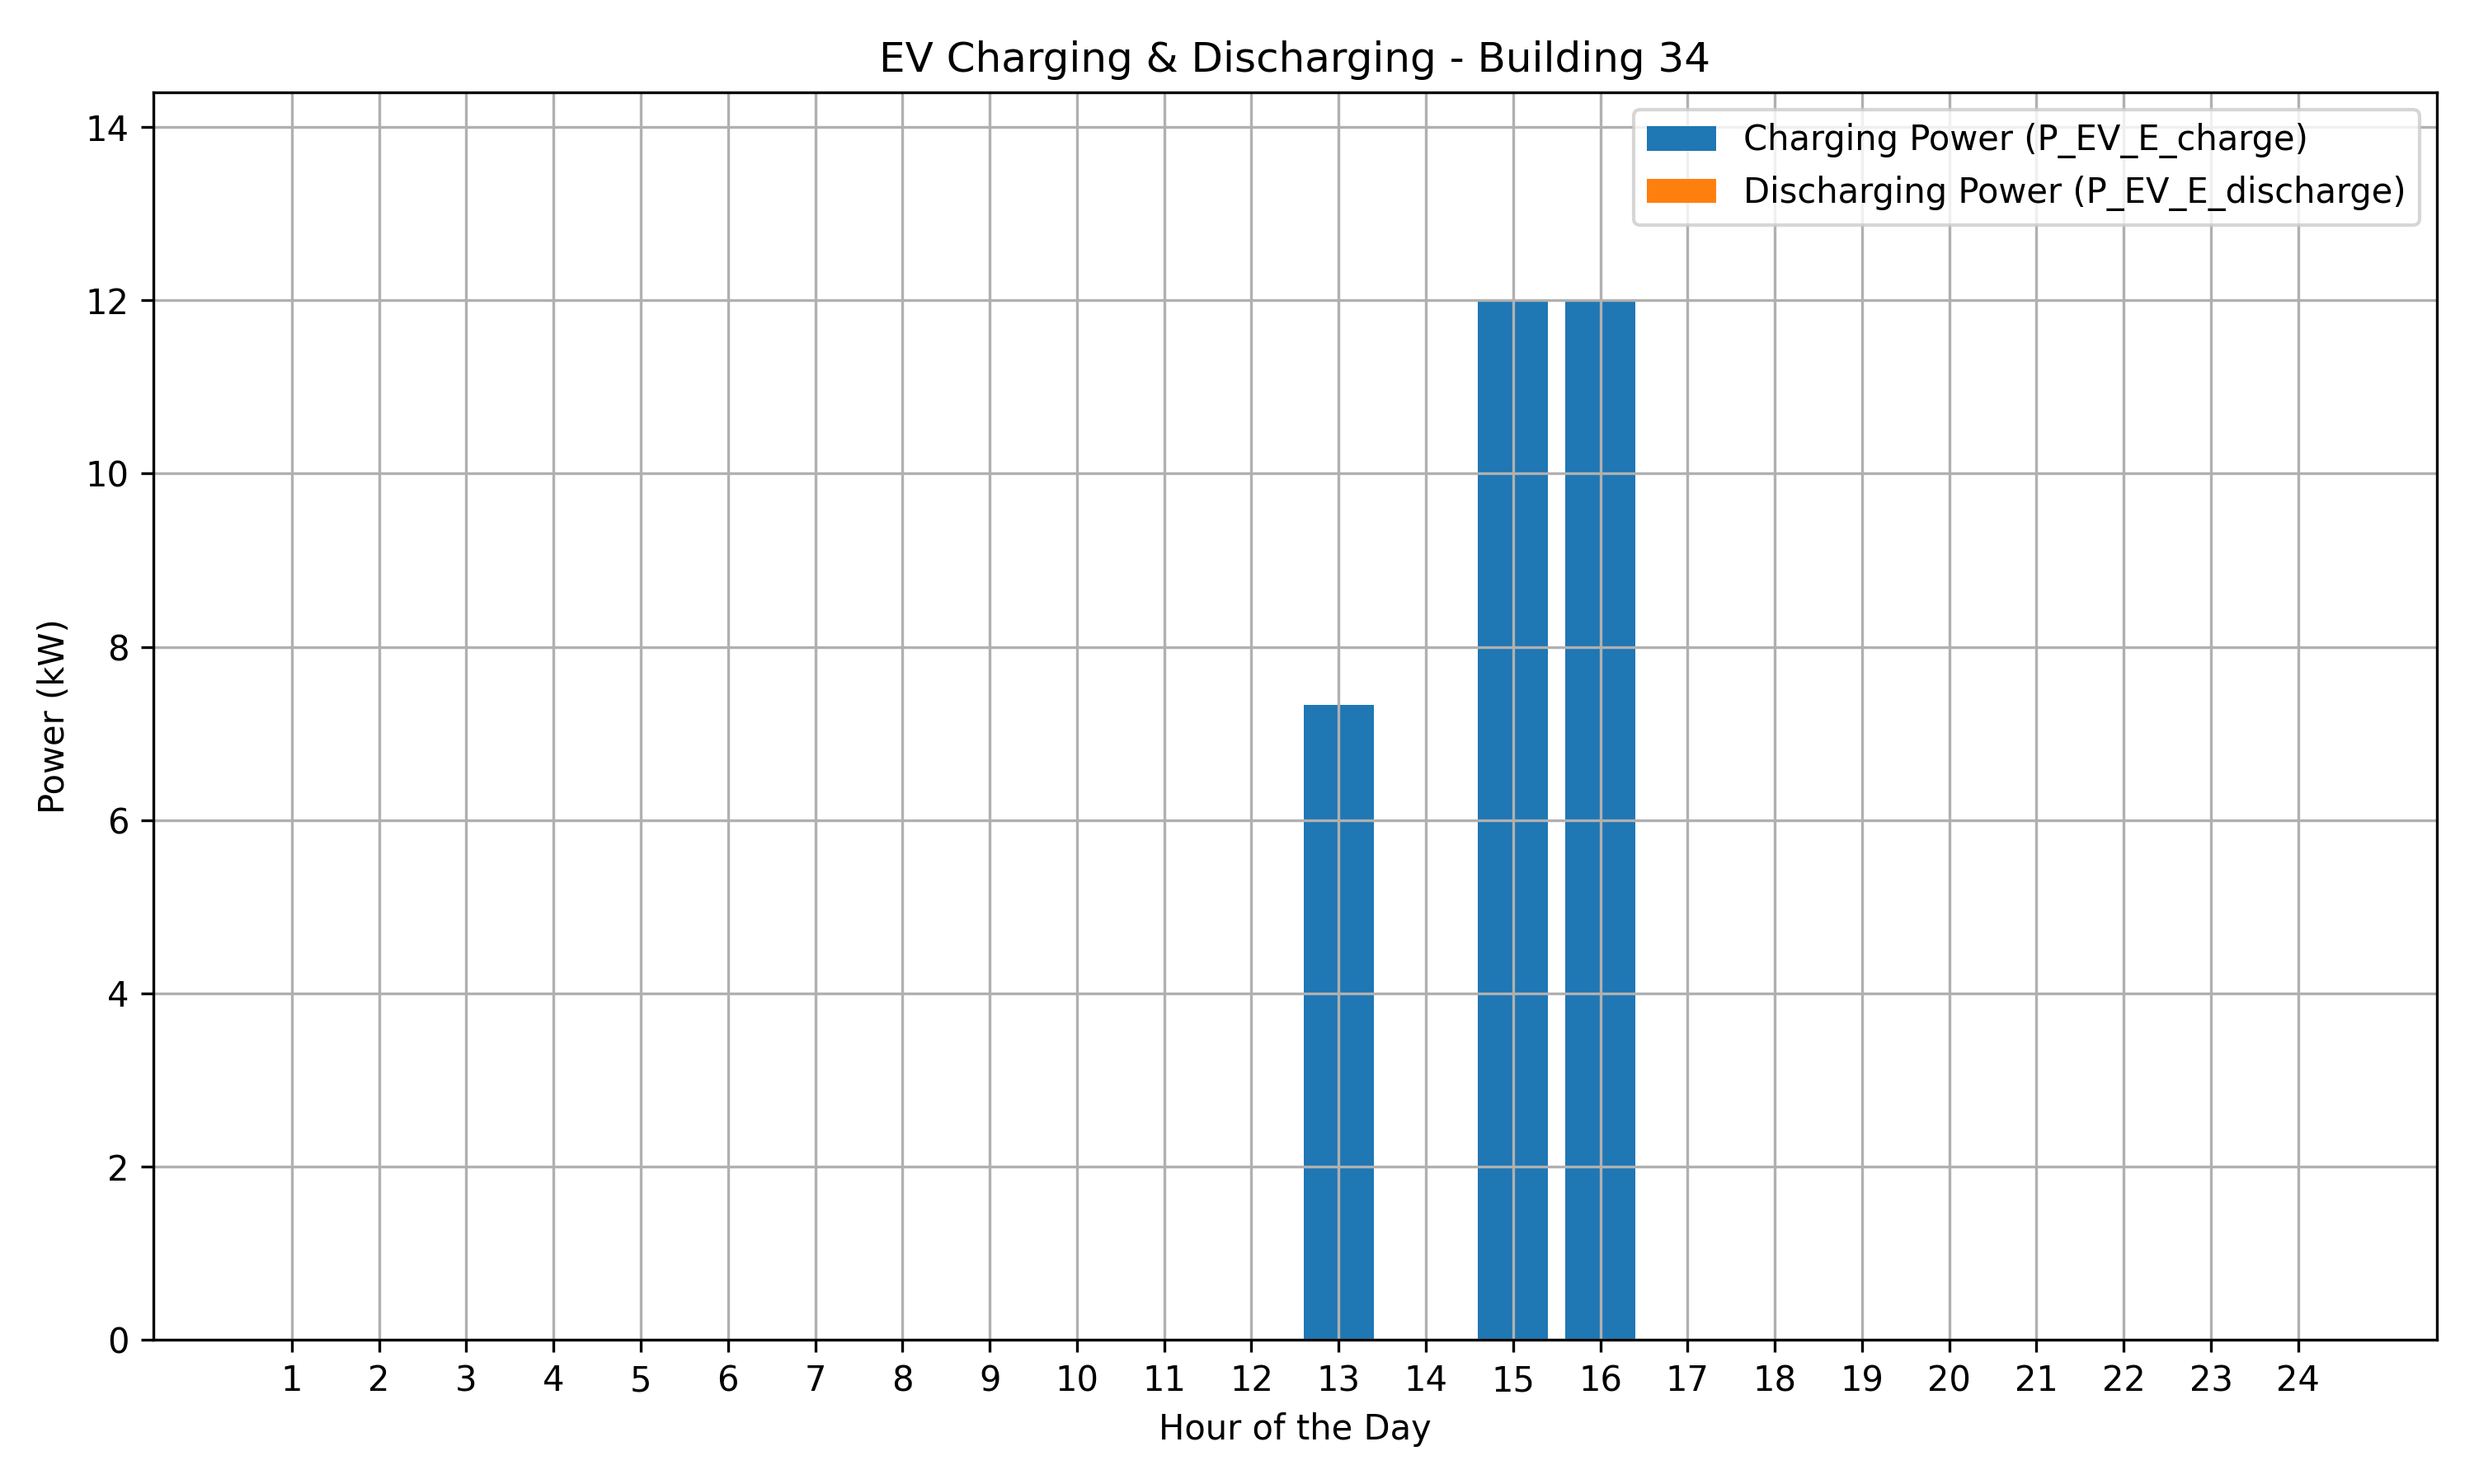 EV Charging & Discharging - Building 34
14
12
10
8
6
4
2
0
Power (kW)
Charging Power (P_EV_E_charge)
Discharging Power (P_EV_E_discharge)
1 2 3 4 5 6 7 8 9 10 11 12 13 14 15 16 17 18 19 20 21 22 23 24
Hour of the Day